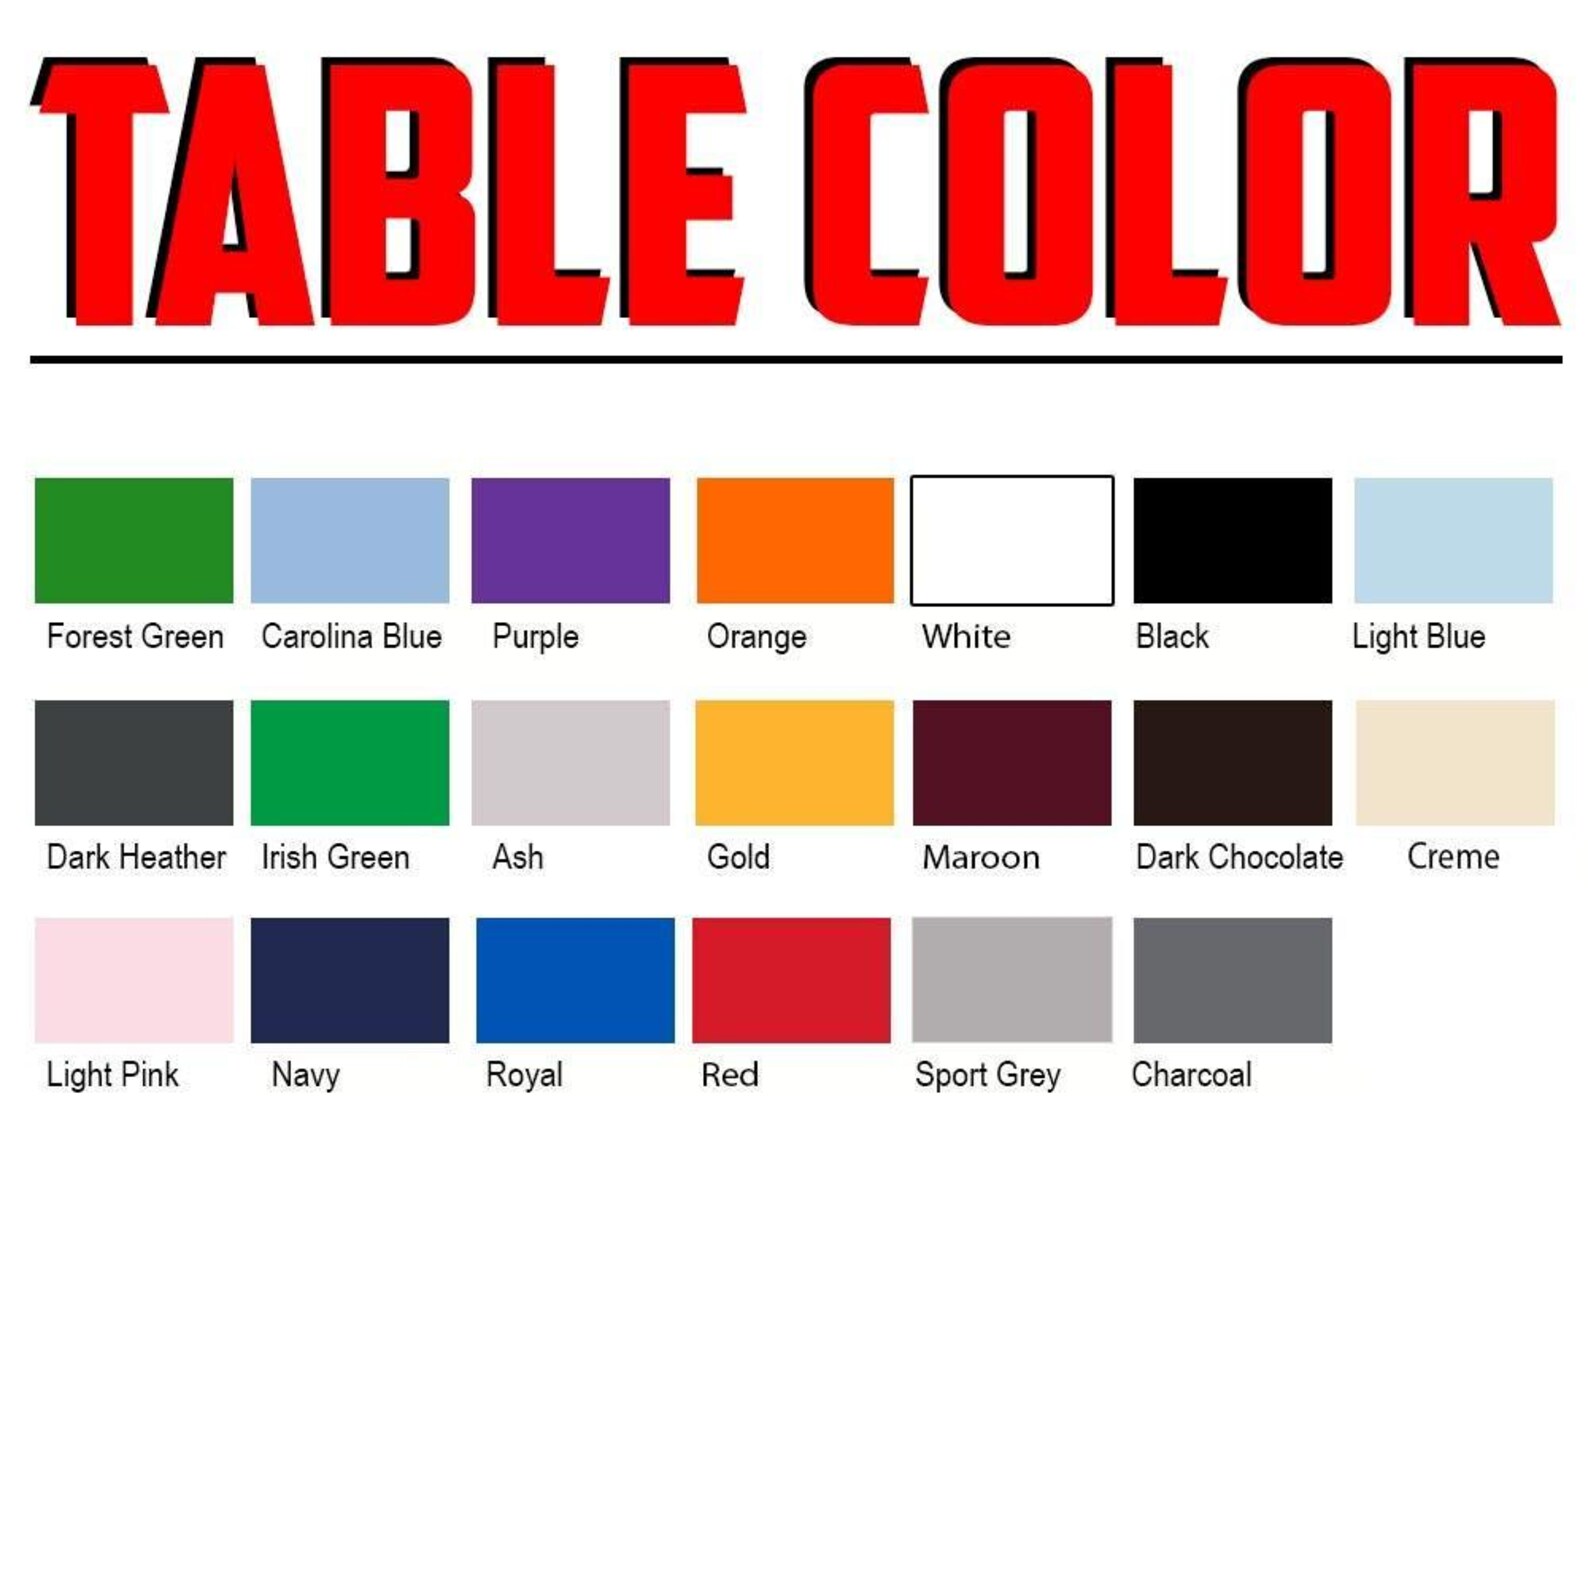 TABLE COLOR
Forest Green Carolina Blue Purple Orange White Black Light Blue
Dark Heather Irish Green Ash Gold Maroon Dark Chocolate Creme
Light Pink Navy Royal Red Sport Grey Charcoal